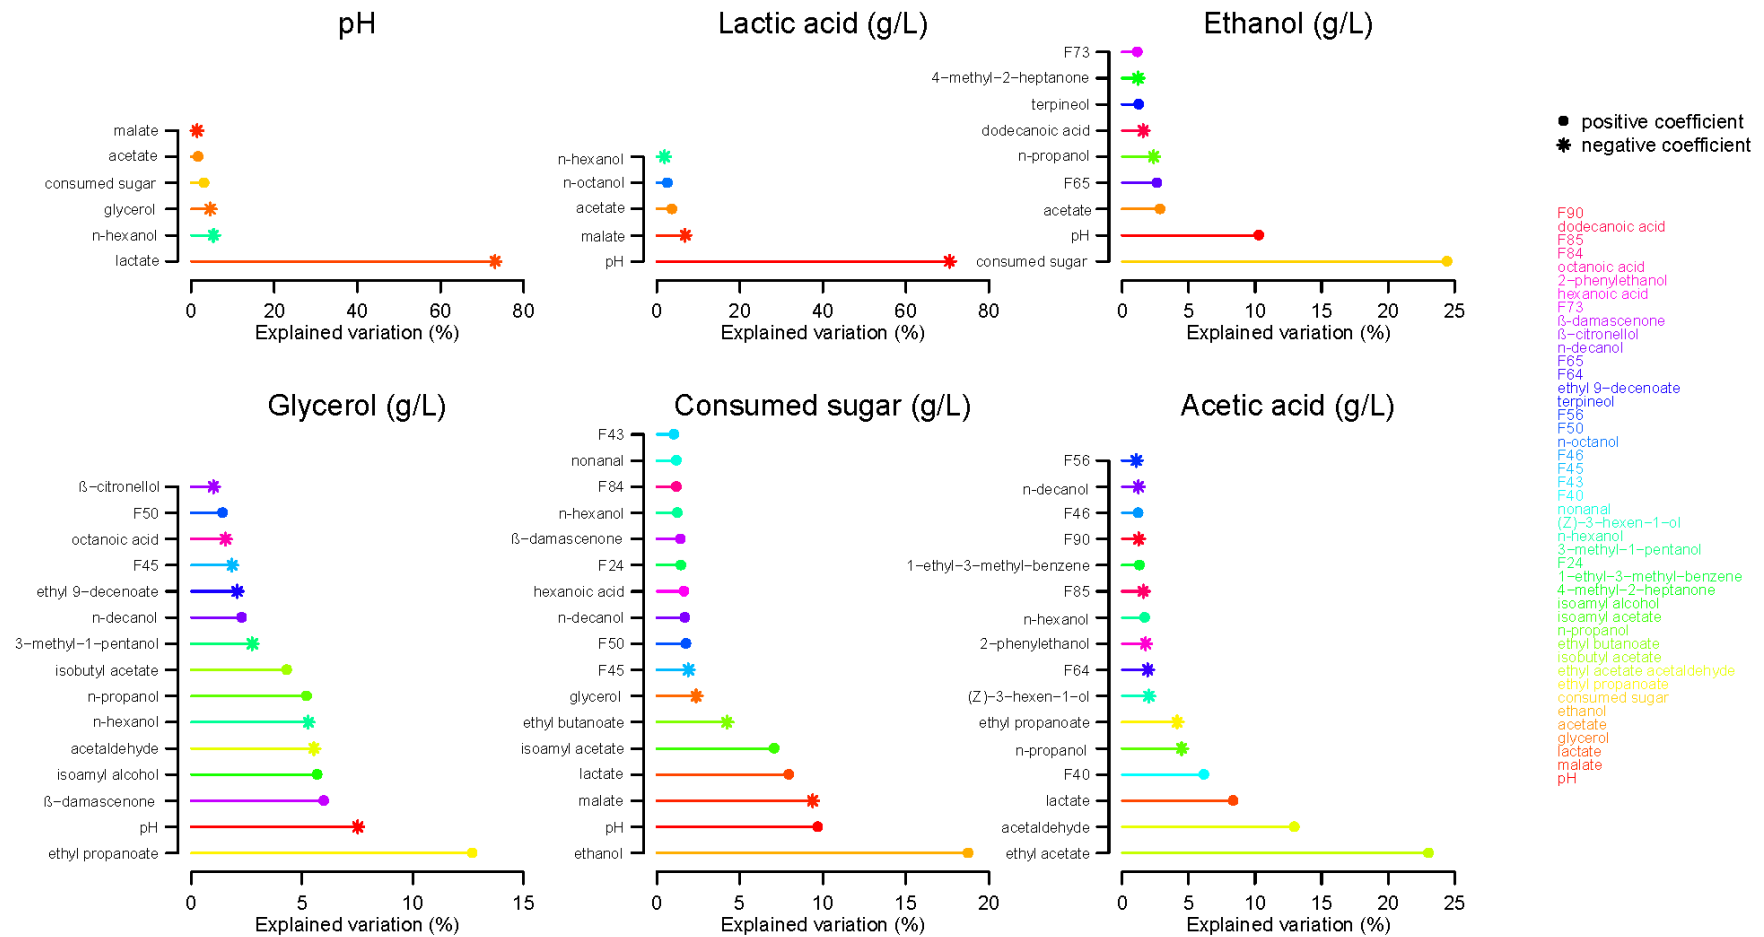 pH
malate
acetate
consumed sugar
glycerol
n-hexanol
lactate
0 20 40 60 80
Explained variation (%)
Lactic acid (g/L)
n-hexanol
n-octanol
acetate
malate
pH
0 20 40 60 80
Explained variation (%)
Ethanol (g/L)
F73
4-methyl-2-heptanone
terpineol
dodecanoic acid
n-propanol
F65
acetate
pH
consumed sugar
0 5 10 15 20 25
Explained variation (%)
Glycerol (g/L)
ß-citronellol
F50
octanoic acid
F45
ethyl 9-decenoate
n-decanol
3-methyl-1-pentanol
isobutyl acetate
n-propanol
n-hexanol
acetaldehyde
isoamyl alcohol
ß-damascenone
pH
ethyl propanoate
0 5 10 15
Explained variation (%)
Consumed sugar (g/L)
F43
nonanal
F84
n-hexanol
ß-damascenone
F24
hexanoic acid
n-decanol
F50
F45
glycerol
ethyl butanoate
isoamyl acetate
lactate
malate
pH
ethanol
0 5 10 15 20
Explained variation (%)
Acetic acid (g/L)
F56
n-decanol
F46
F90
1-ethyl-3-methyl-benzene
F85
n-hexanol
2-phenylethanol
F64
(Z)-3-hexen-1-ol
ethyl propanoate
n-propanol
F40
lactate
acetaldehyde
ethyl acetate
0 5 10 15 20 25
Explained variation (%)
positive coefficient
negative coefficient
F90
dodecanoic acid
F85
F84
octanoic acid
2-phenylethanol
hexanoic acid
F73
ß-damascenone
ß-citronellol
n-decanol
F65
F64
ethyl 9-decenoate
terpineol
F56
F50
n-octanol
F46
F45
F43
F40
nonanal
(Z)-3-hexen-1-ol
n-hexanol
3-methyl-1-pentanol
F24
1-ethyl-3-methyl-benzene
4-methyl-2-heptanone
isoamyl alcohol
isoamyl acetate
n-propanol
ethyl butanoate
isobutyl acetate
ethyl acetate acetaldehyde
ethyl propanoate
consumed sugar
ethanol
acetate
glycerol
lactate
malate
pH